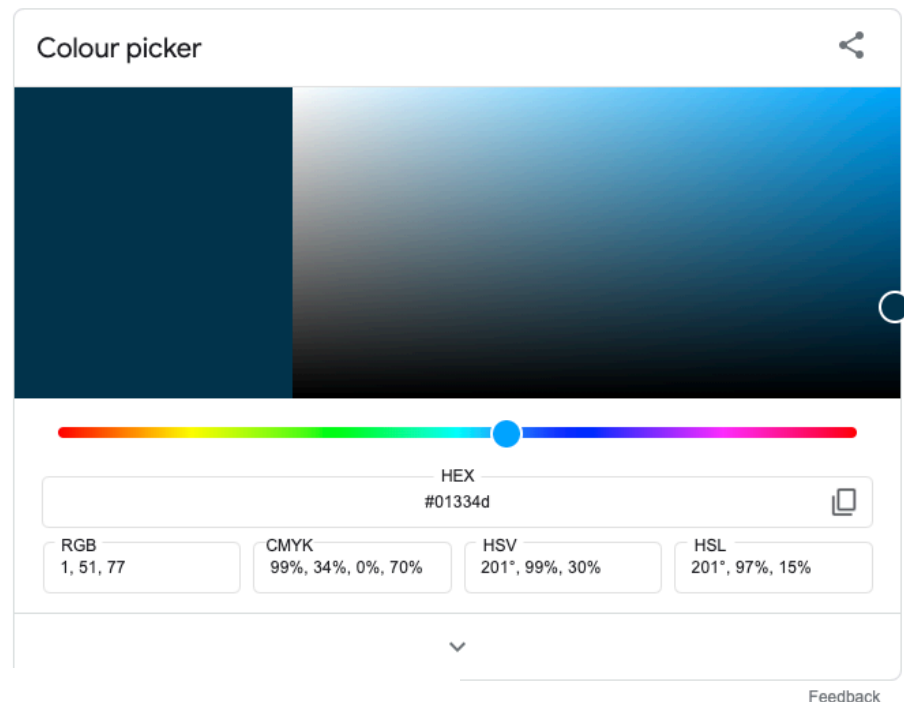 Colour picker
HEX
#01334d
RGB
1, 51, 77
CMYK
99%, 34%, 0%, 70%
HSV
201°, 99%, 30%
HSL
201°, 97%, 15%
Feedback